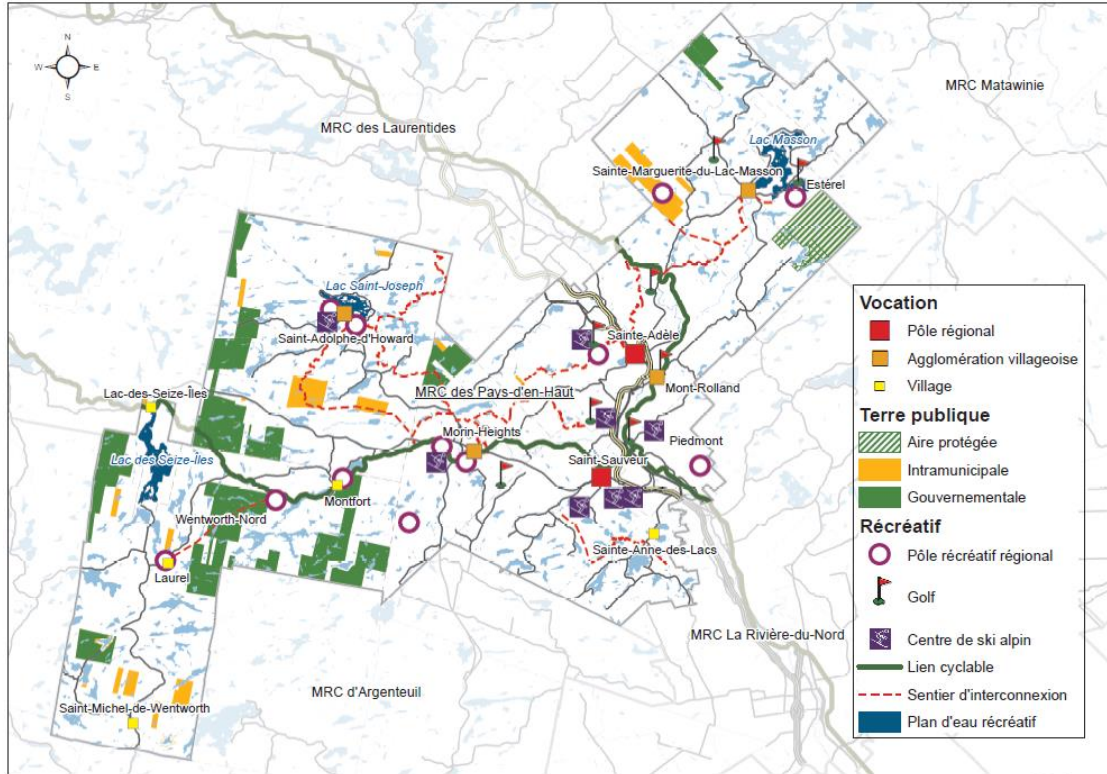 N
W E
S
MRC Matawinie
MRC des Laurentides
Lac Masson
Sainte-Marguerite-du-Lac-Masson
Estérel
Lac Saint-Joseph
Saint-Adolphe-d'Howard
Sainte-Adèle
Mont-Rolland
MRC des Pays-d'en-Haut
Lac-des-Seize-Îles
Morin-Heights
Piedmont
Lac des Seize-Îles
Saint-Sauveur
Montfort
Wentworth-Nord
Sainte-Anne-des-Lacs
Laurel
MRC La Rivière-du-Nord
MRC d'Argenteuil
Saint-Michel-de-Wentworth
Vocation
Pôle régional
Agglomération villageoise
Village
Terre publique
Aire protégée
Intramunicipale
Gouvernementale
Récréatif
Pôle récréatif régional
Golf
Centre de ski alpin
Lien cyclable
Sentier d'interconnexion
Plan d'eau récréatif